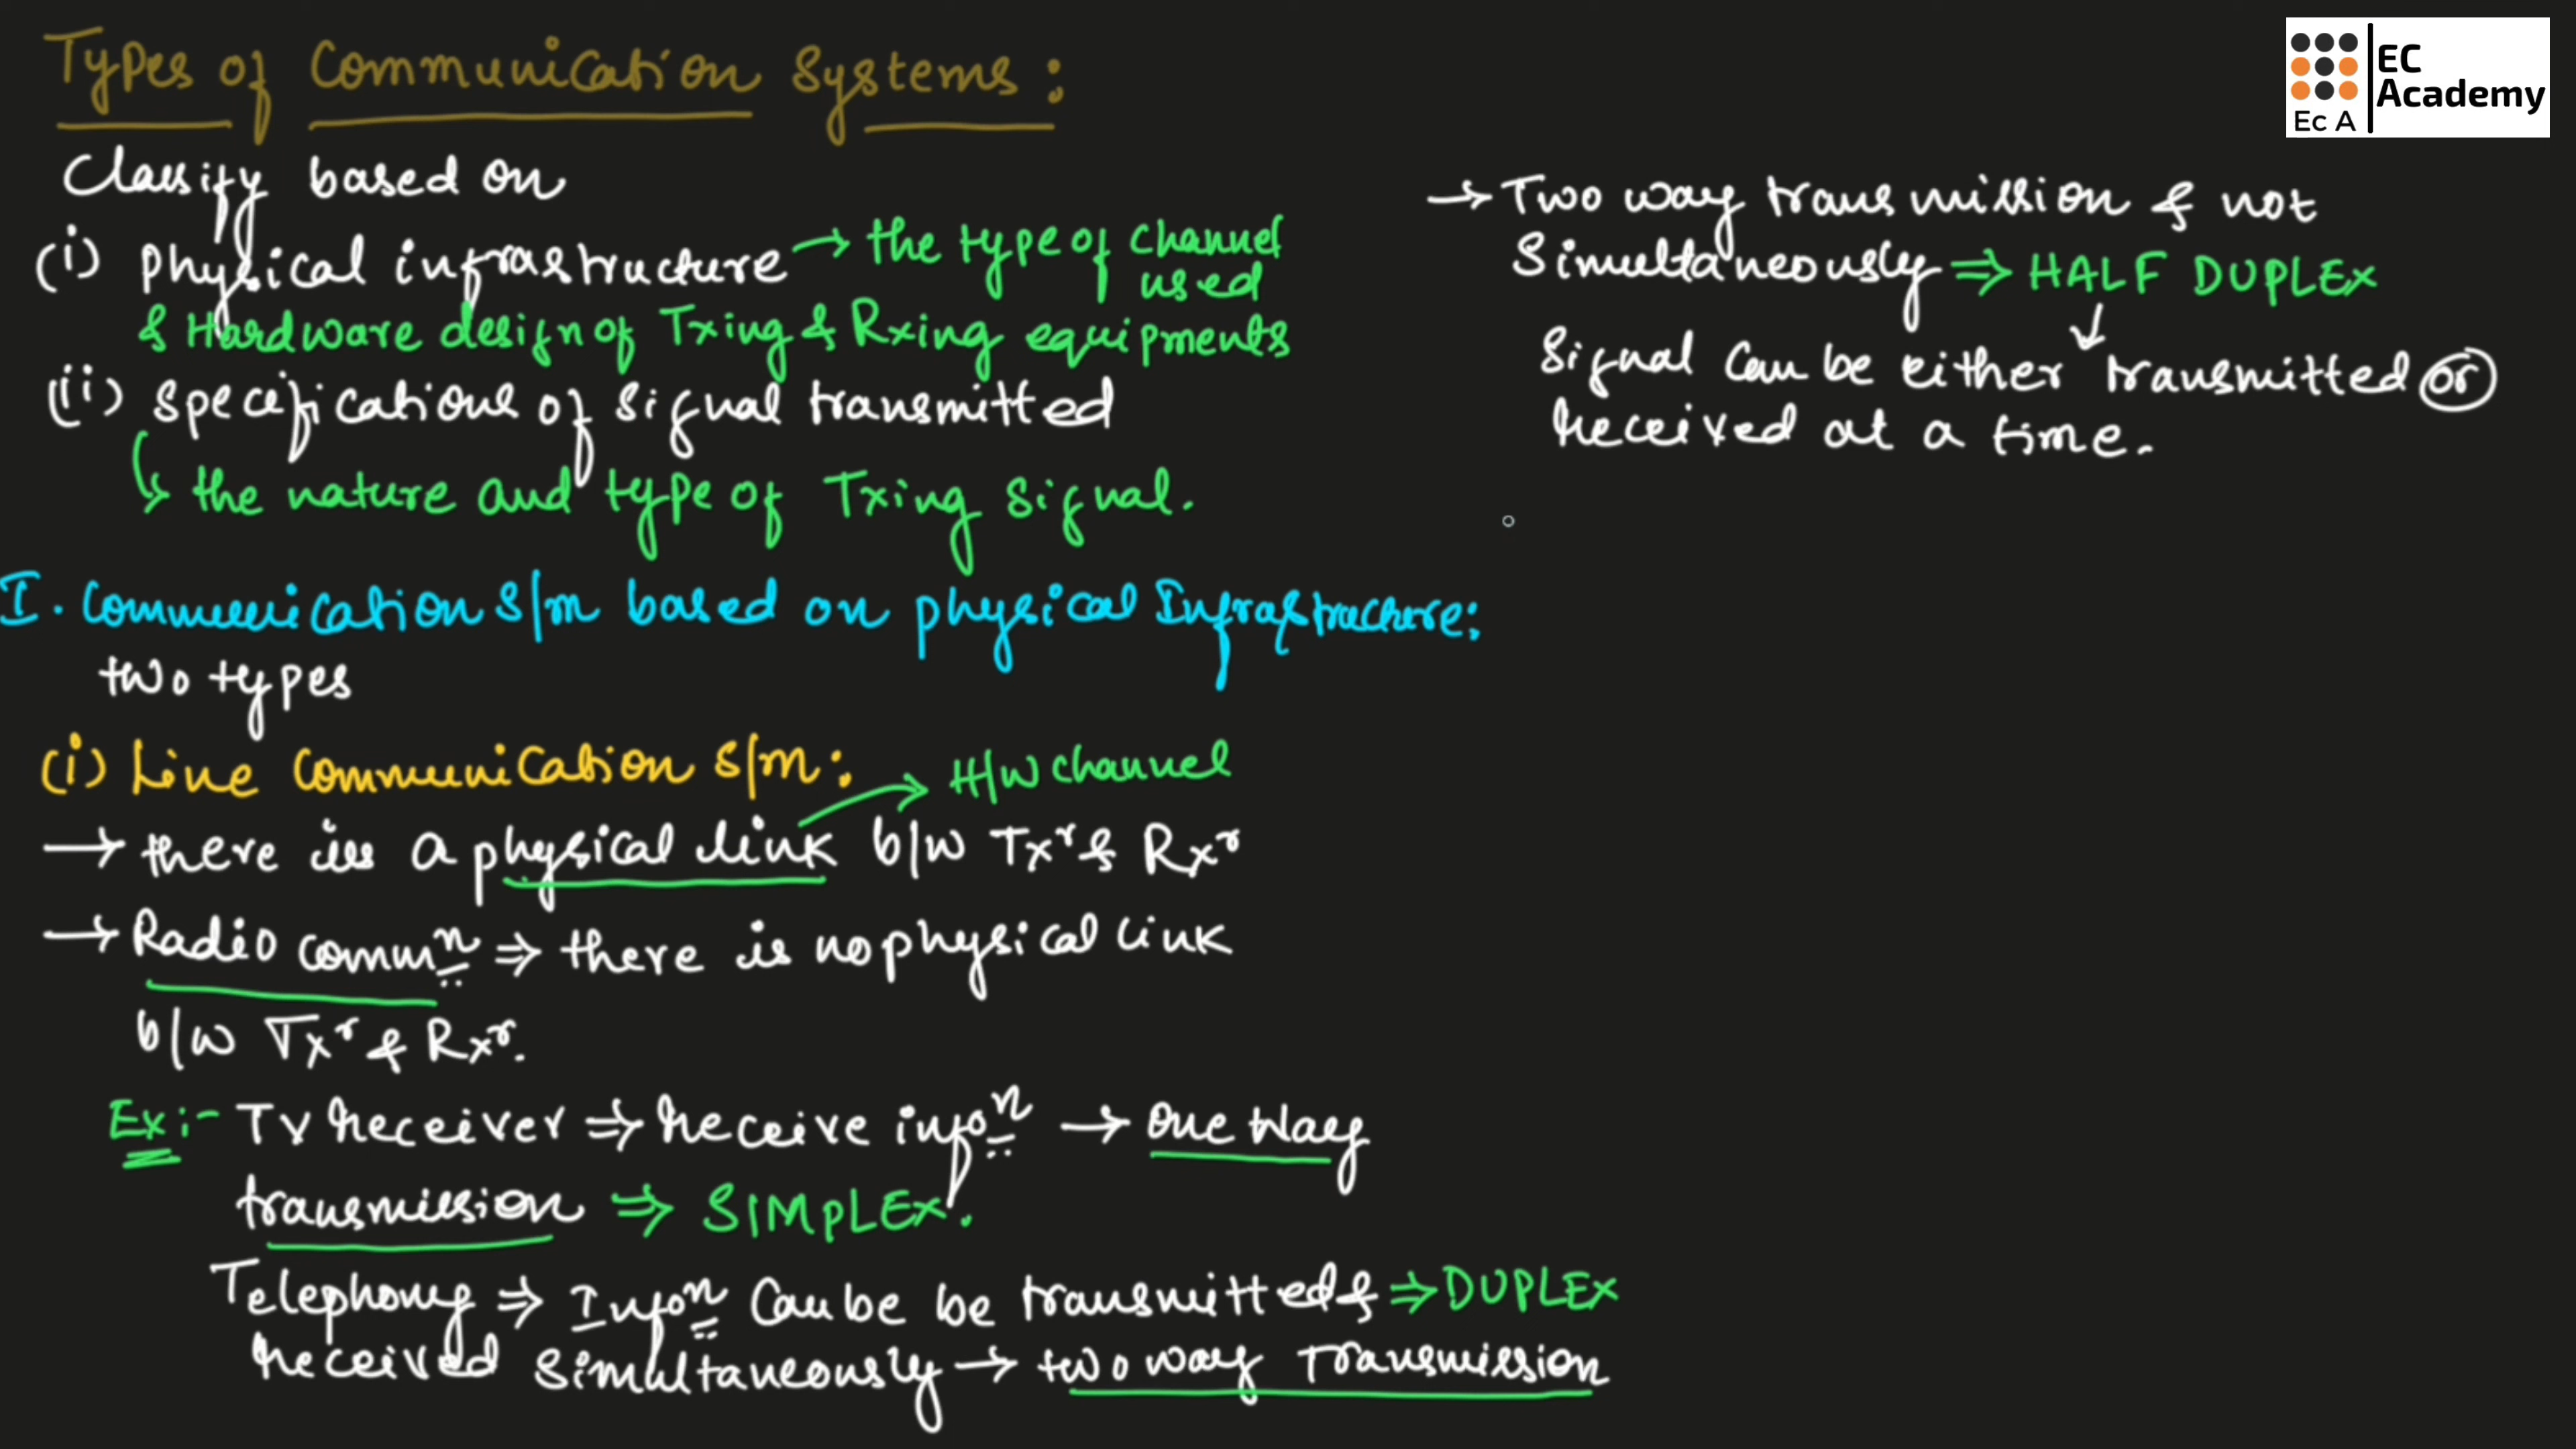 Types of Communication Systems:
Classify based on
(i) physical infrastructure → the type of channel used
& Hardware design of Txing & Rxing equipments
(ii) specifications of signal transmitted
↳ the nature and type of Txing signal.
I. Communication s/m based on physical Infrastructure:
two types
(i) Line Communication s/m:
→ H/W channel
→ there is a physical link b/w Txr & Rxr
→ Radio commn ⇒ there is no physical link
b/w Txr & Rxr.
Ex:- TV Receiver ⇒ Receive infon → One Way
transmission ⇒ SIMPLEX.
Telephony ⇒ Infon Can be be transmitted & ⇒ DUPLEX
Received simultaneously → two way Transmission
→ Two way transmission & not
Simultaneously ⇒ HALF DUPLEX
↓
Signal Can be either transmitted or
Received at a time.
EC
Academy
Ec A